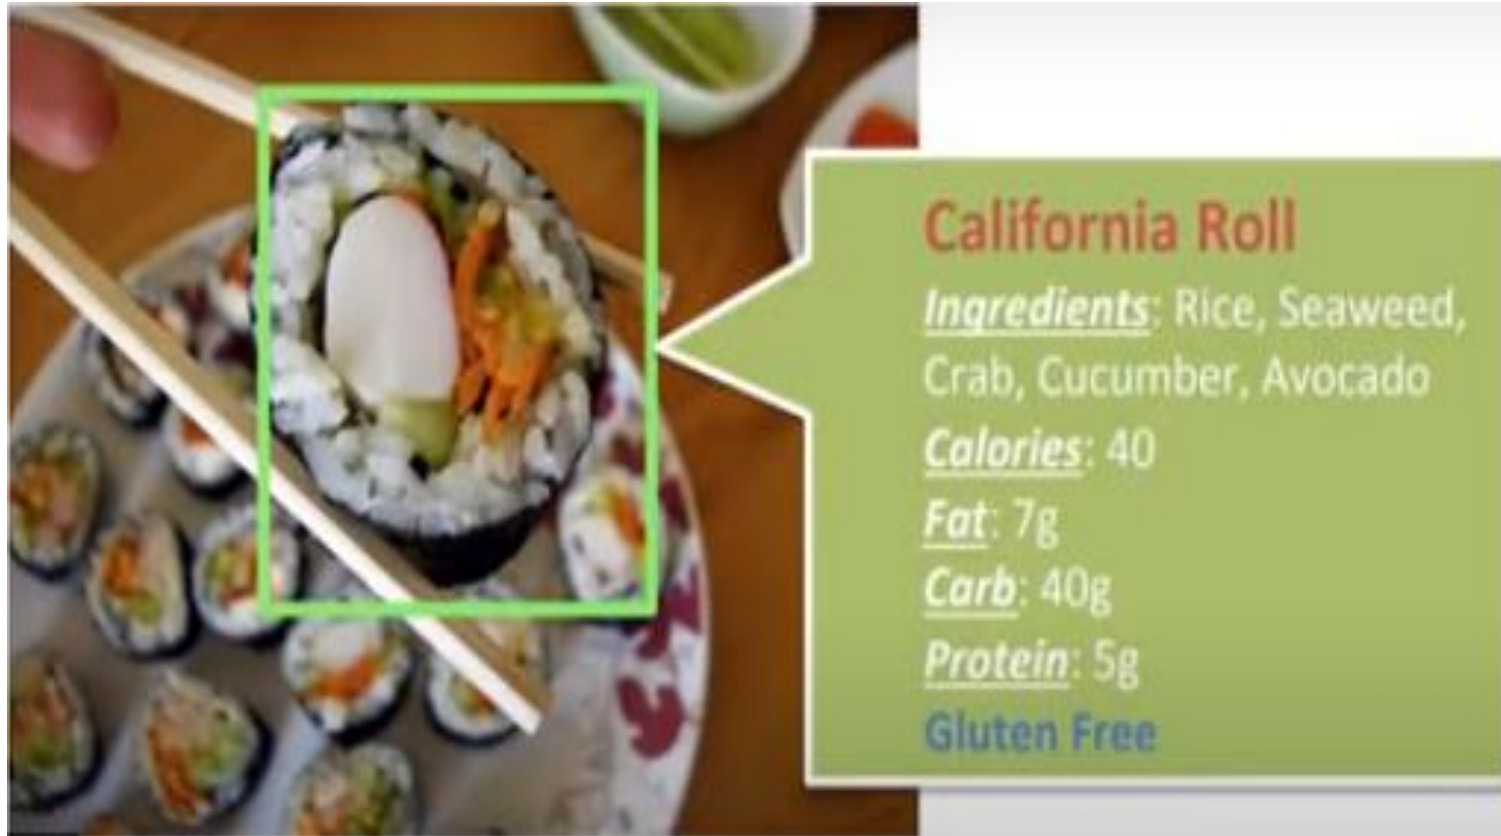 California Roll
Ingredients: Rice, Seaweed,
Crab, Cucumber, Avocado
Calories: 40
Fat: 7g
Carb: 40g
Protein: 5g
Gluten Free